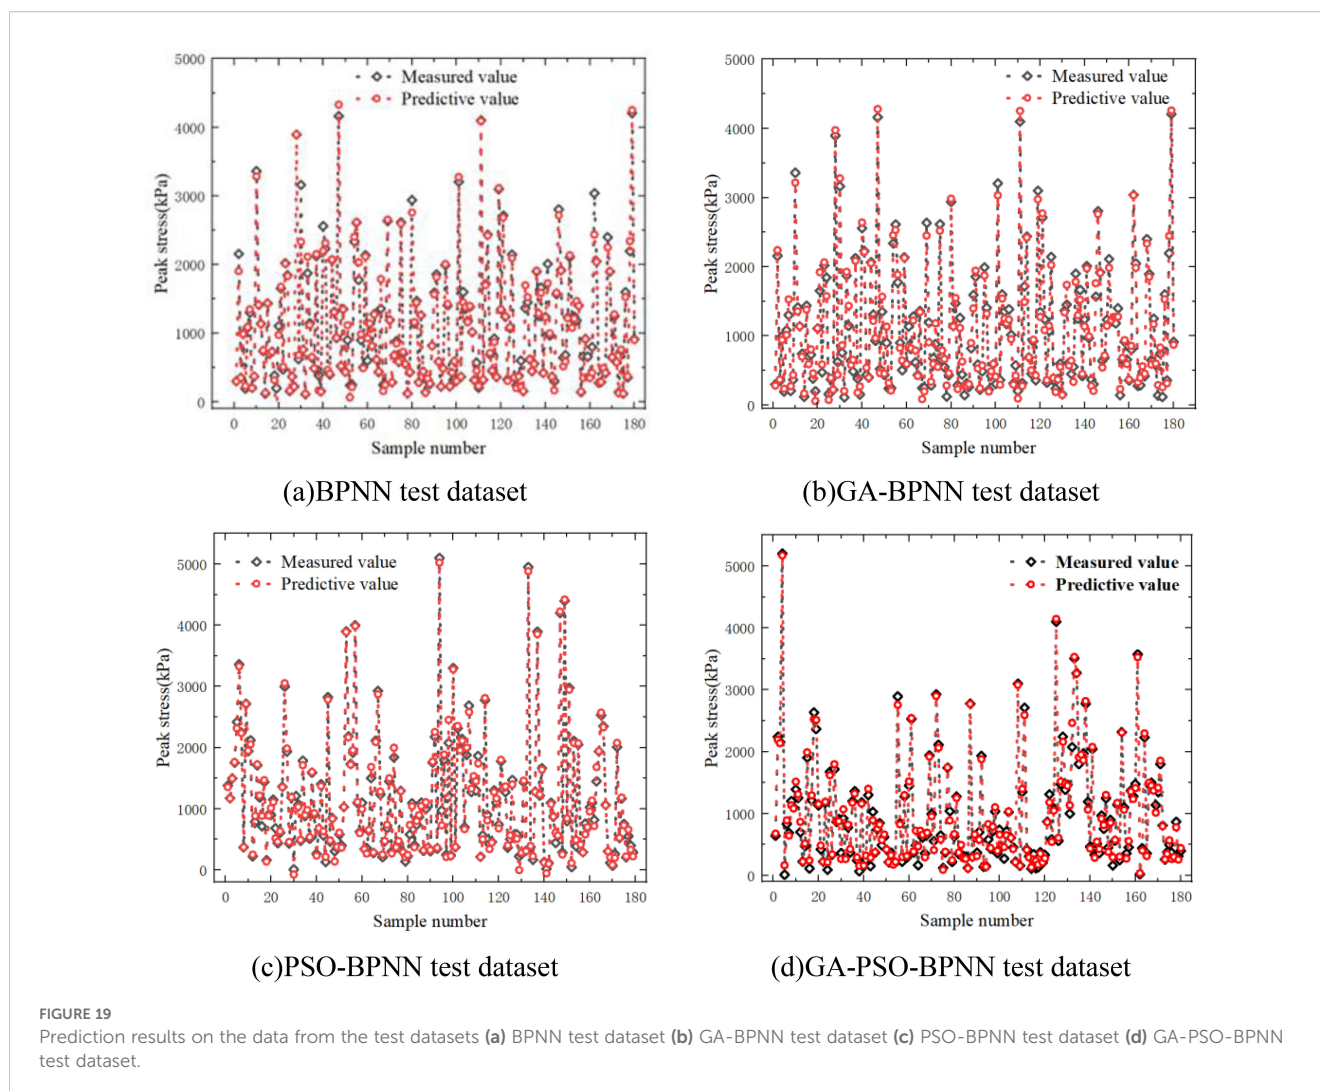 5000
4000
3000
2000
1000
0
Peak stress(kPa)
Measured value
Predictive value
0 20 40 60 80 100 120 140 160 180
Sample number
(a)BPNN test dataset
5000
4000
3000
2000
1000
0
Peak stress(kPa)
Measured value
Predictive value
0 20 40 60 80 100 120 140 160 180
Sample number
(b)GA-BPNN test dataset
5000
4000
3000
2000
1000
0
Peak stress(kPa)
Measured value
Predictive value
0 20 40 60 80 100 120 140 160 180
Sample number
(c)PSO-BPNN test dataset
5000
4000
3000
2000
1000
0
Peak stress(kPa)
Measured value
Predictive value
0 20 40 60 80 100 120 140 160 180
Sample number
(d)GA-PSO-BPNN test dataset
FIGURE 19
Prediction results on the data from the test datasets (a) BPNN test dataset (b) GA-BPNN test dataset (c) PSO-BPNN test dataset (d) GA-PSO-BPNN
test dataset.